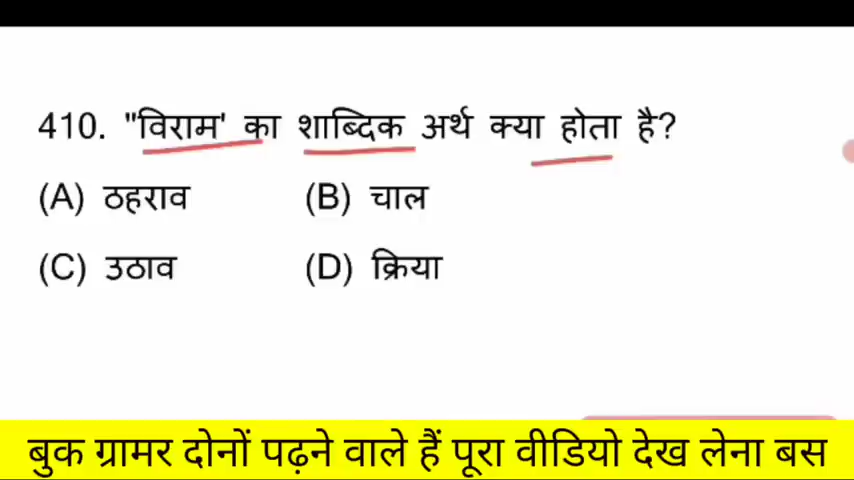 410. "विराम' का शाब्दिक अर्थ क्या होता है?
(A) ठहराव (B) चाल
(C) उठाव (D) क्रिया
बुक ग्रामर दोनों पढ़ने वाले हैं पूरा वीडियो देख लेना बस